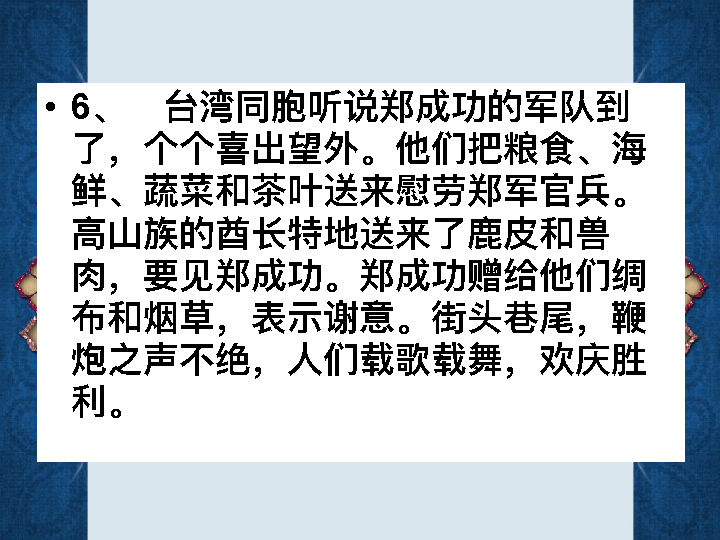 • 6、 台湾同胞听说郑成功的军队到
了，个个喜出望外。他们把粮食、海
鲜、蔬菜和茶叶送来慰劳郑军官兵。
高山族的酋长特地送来了鹿皮和兽
肉，要见郑成功。郑成功赠给他们绸
布和烟草，表示谢意。街头巷尾，鞭
炮之声不绝，人们载歌载舞，欢庆胜
利。